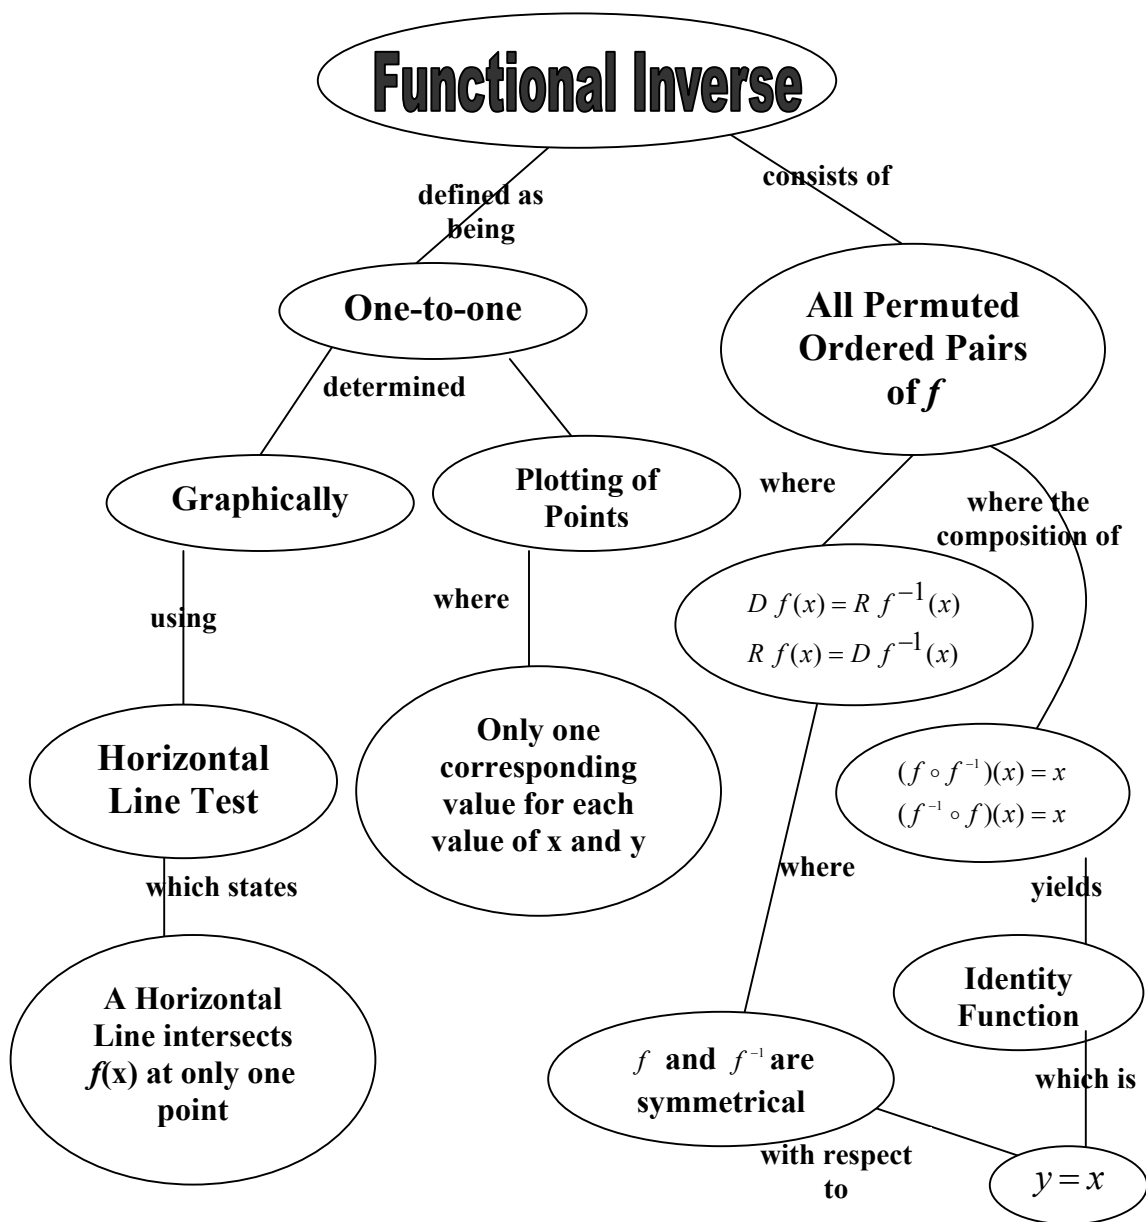 Functional Inverse
defined as
being
consists of
One-to-one
All Permuted
Ordered Pairs
of f
determined
Graphically
Plotting of
Points
where
where the
composition of
using
where
D f(x) = R f⁻¹(x)
R f(x) = D f⁻¹(x)
Horizontal
Line Test
Only one
corresponding
value for each
value of x and y
(f ∘ f⁻¹)(x) = x
(f⁻¹ ∘ f)(x) = x
which states
where
yields
A Horizontal
Line intersects
f(x) at only one
point
Identity
Function
f and f⁻¹ are
symmetrical
which is
with respect
to
y = x